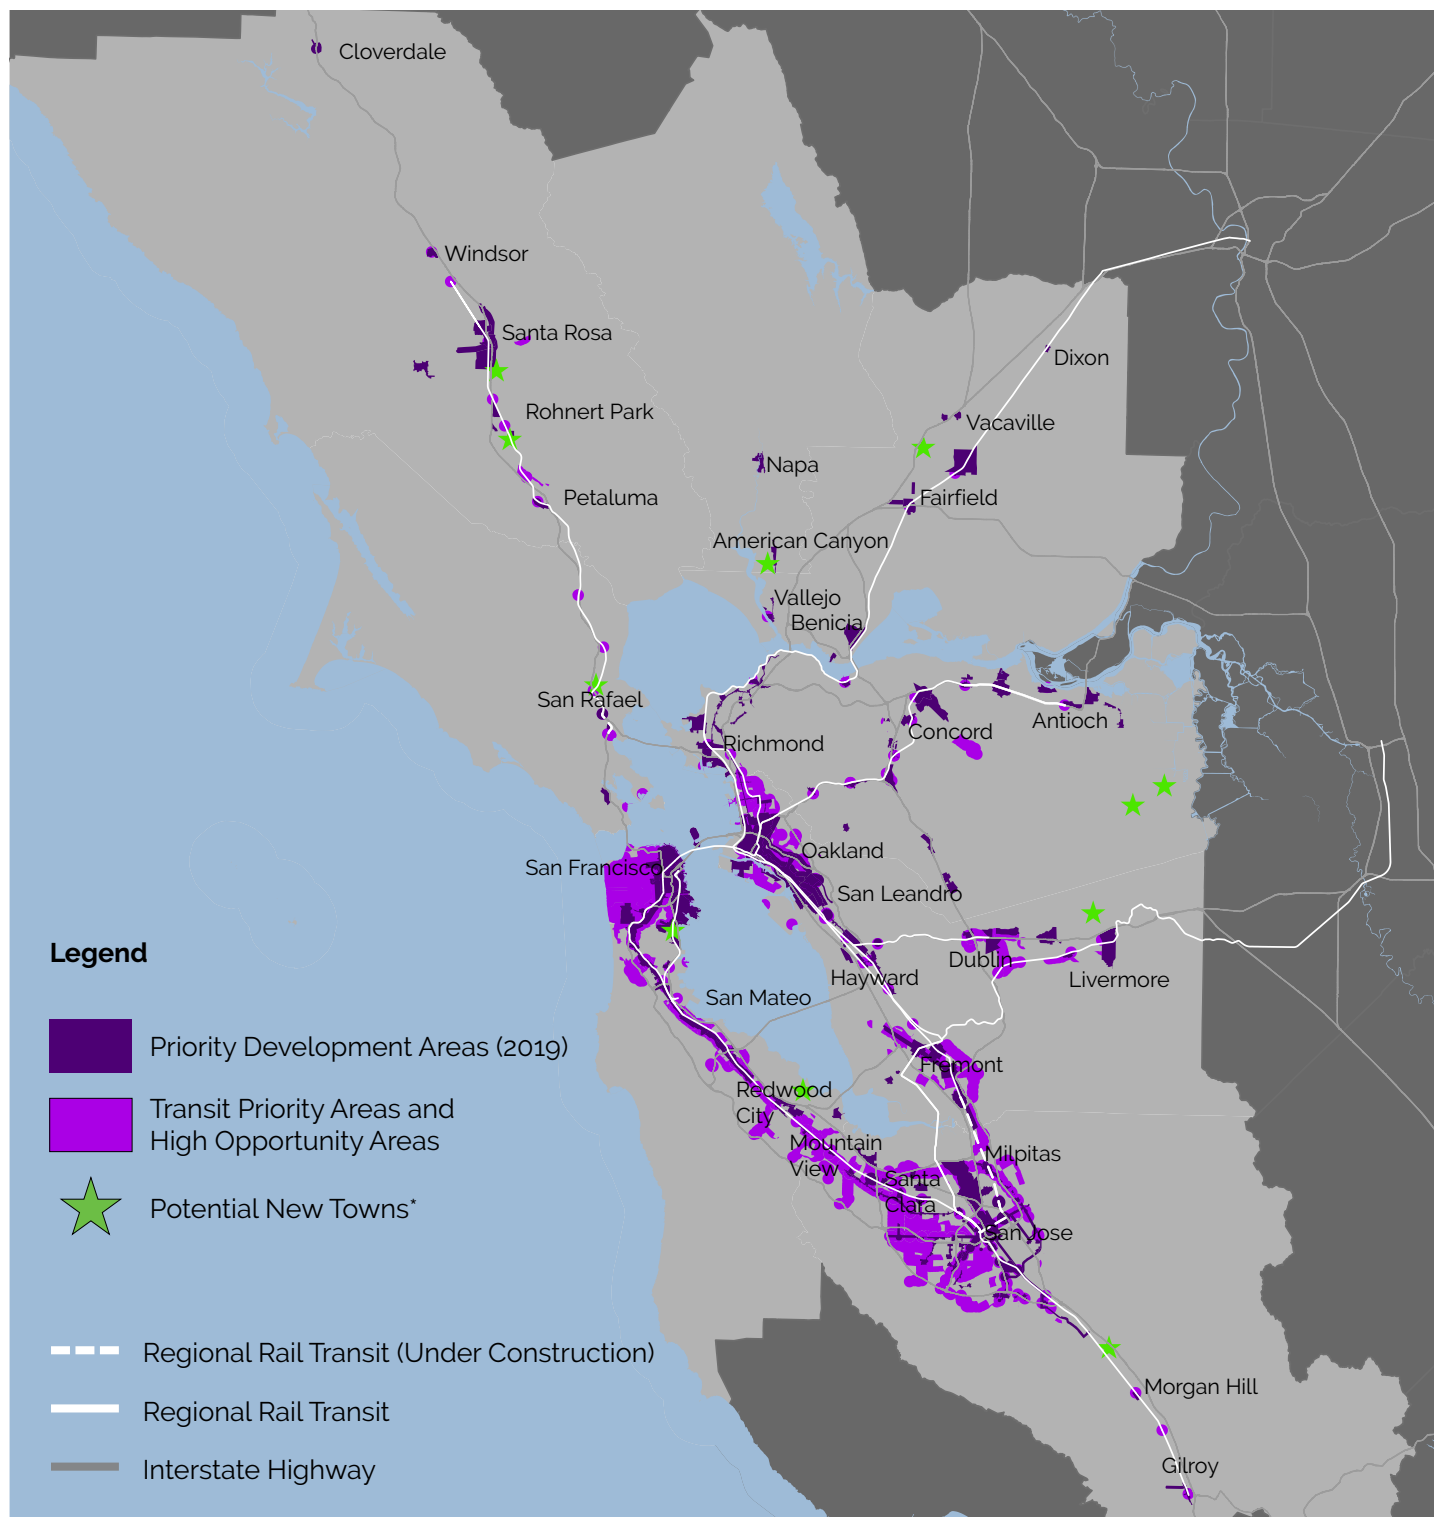 Cloverdale
Windsor
Santa Rosa
Dixon
Rohnert Park
Vacaville
Napa
Petaluma
Fairfield
American Canyon
Vallejo
Benicia
San Rafael
Antioch
Concord
Richmond
Oakland
San Francisco
San Leandro
Dublin
Hayward
Livermore
San Mateo
Fremont
Redwood
City
Mountain
View
Milpitas
Santa
Clara
San Jose
Morgan Hill
Gilroy
Legend
Priority Development Areas (2019)
Transit Priority Areas and
High Opportunity Areas
Potential New Towns*
Regional Rail Transit (Under Construction)
Regional Rail Transit
Interstate Highway